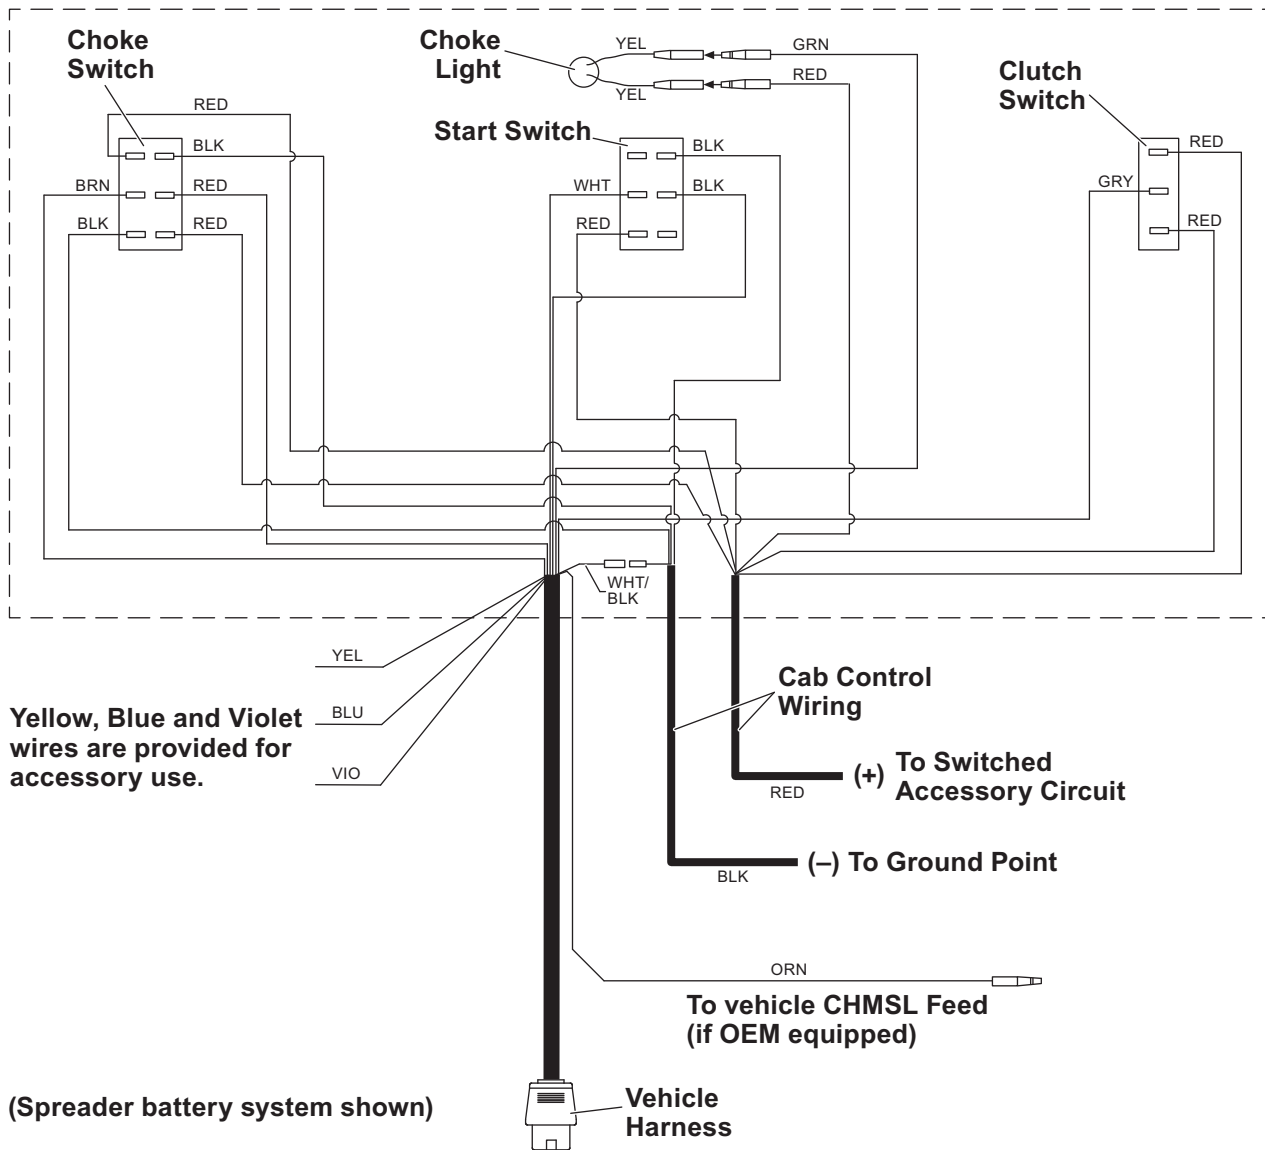 Choke
Switch
Choke
Light
YEL
GRN
RED
YEL
Clutch
Switch
RED
BLK
Start Switch
BLK
RED
BRN
RED
WHT
BLK
GRY
BLK
RED
RED
RED
WHT/
BLK
YEL
BLU
VIO
Yellow, Blue and Violet
wires are provided for
accessory use.
Cab Control
Wiring
(+) To Switched
Accessory Circuit
RED
(–) To Ground Point
BLK
ORN
To vehicle CHMSL Feed
(if OEM equipped)
(Spreader battery system shown)
Vehicle
Harness